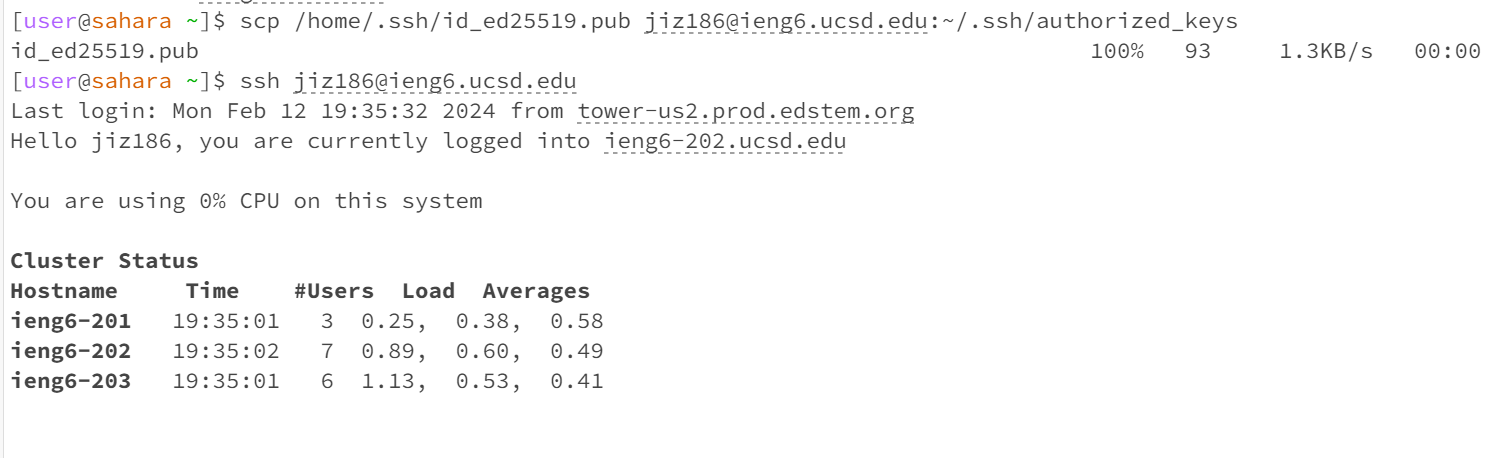 [user@sahara ~]$ scp /home/.ssh/id_ed25519.pub jiz186@ieng6.ucsd.edu:~/.ssh/authorized_keys
id_ed25519.pub 100% 93 1.3KB/s 00:00
[user@sahara ~]$ ssh jiz186@ieng6.ucsd.edu
Last login: Mon Feb 12 19:35:32 2024 from tower-us2.prod.edstem.org
Hello jiz186, you are currently logged into ieng6-202.ucsd.edu
You are using 0% CPU on this system
Cluster Status
Hostname Time #Users Load Averages
ieng6-201 19:35:01 3 0.25, 0.38, 0.58
ieng6-202 19:35:02 7 0.89, 0.60, 0.49
ieng6-203 19:35:01 6 1.13, 0.53, 0.41